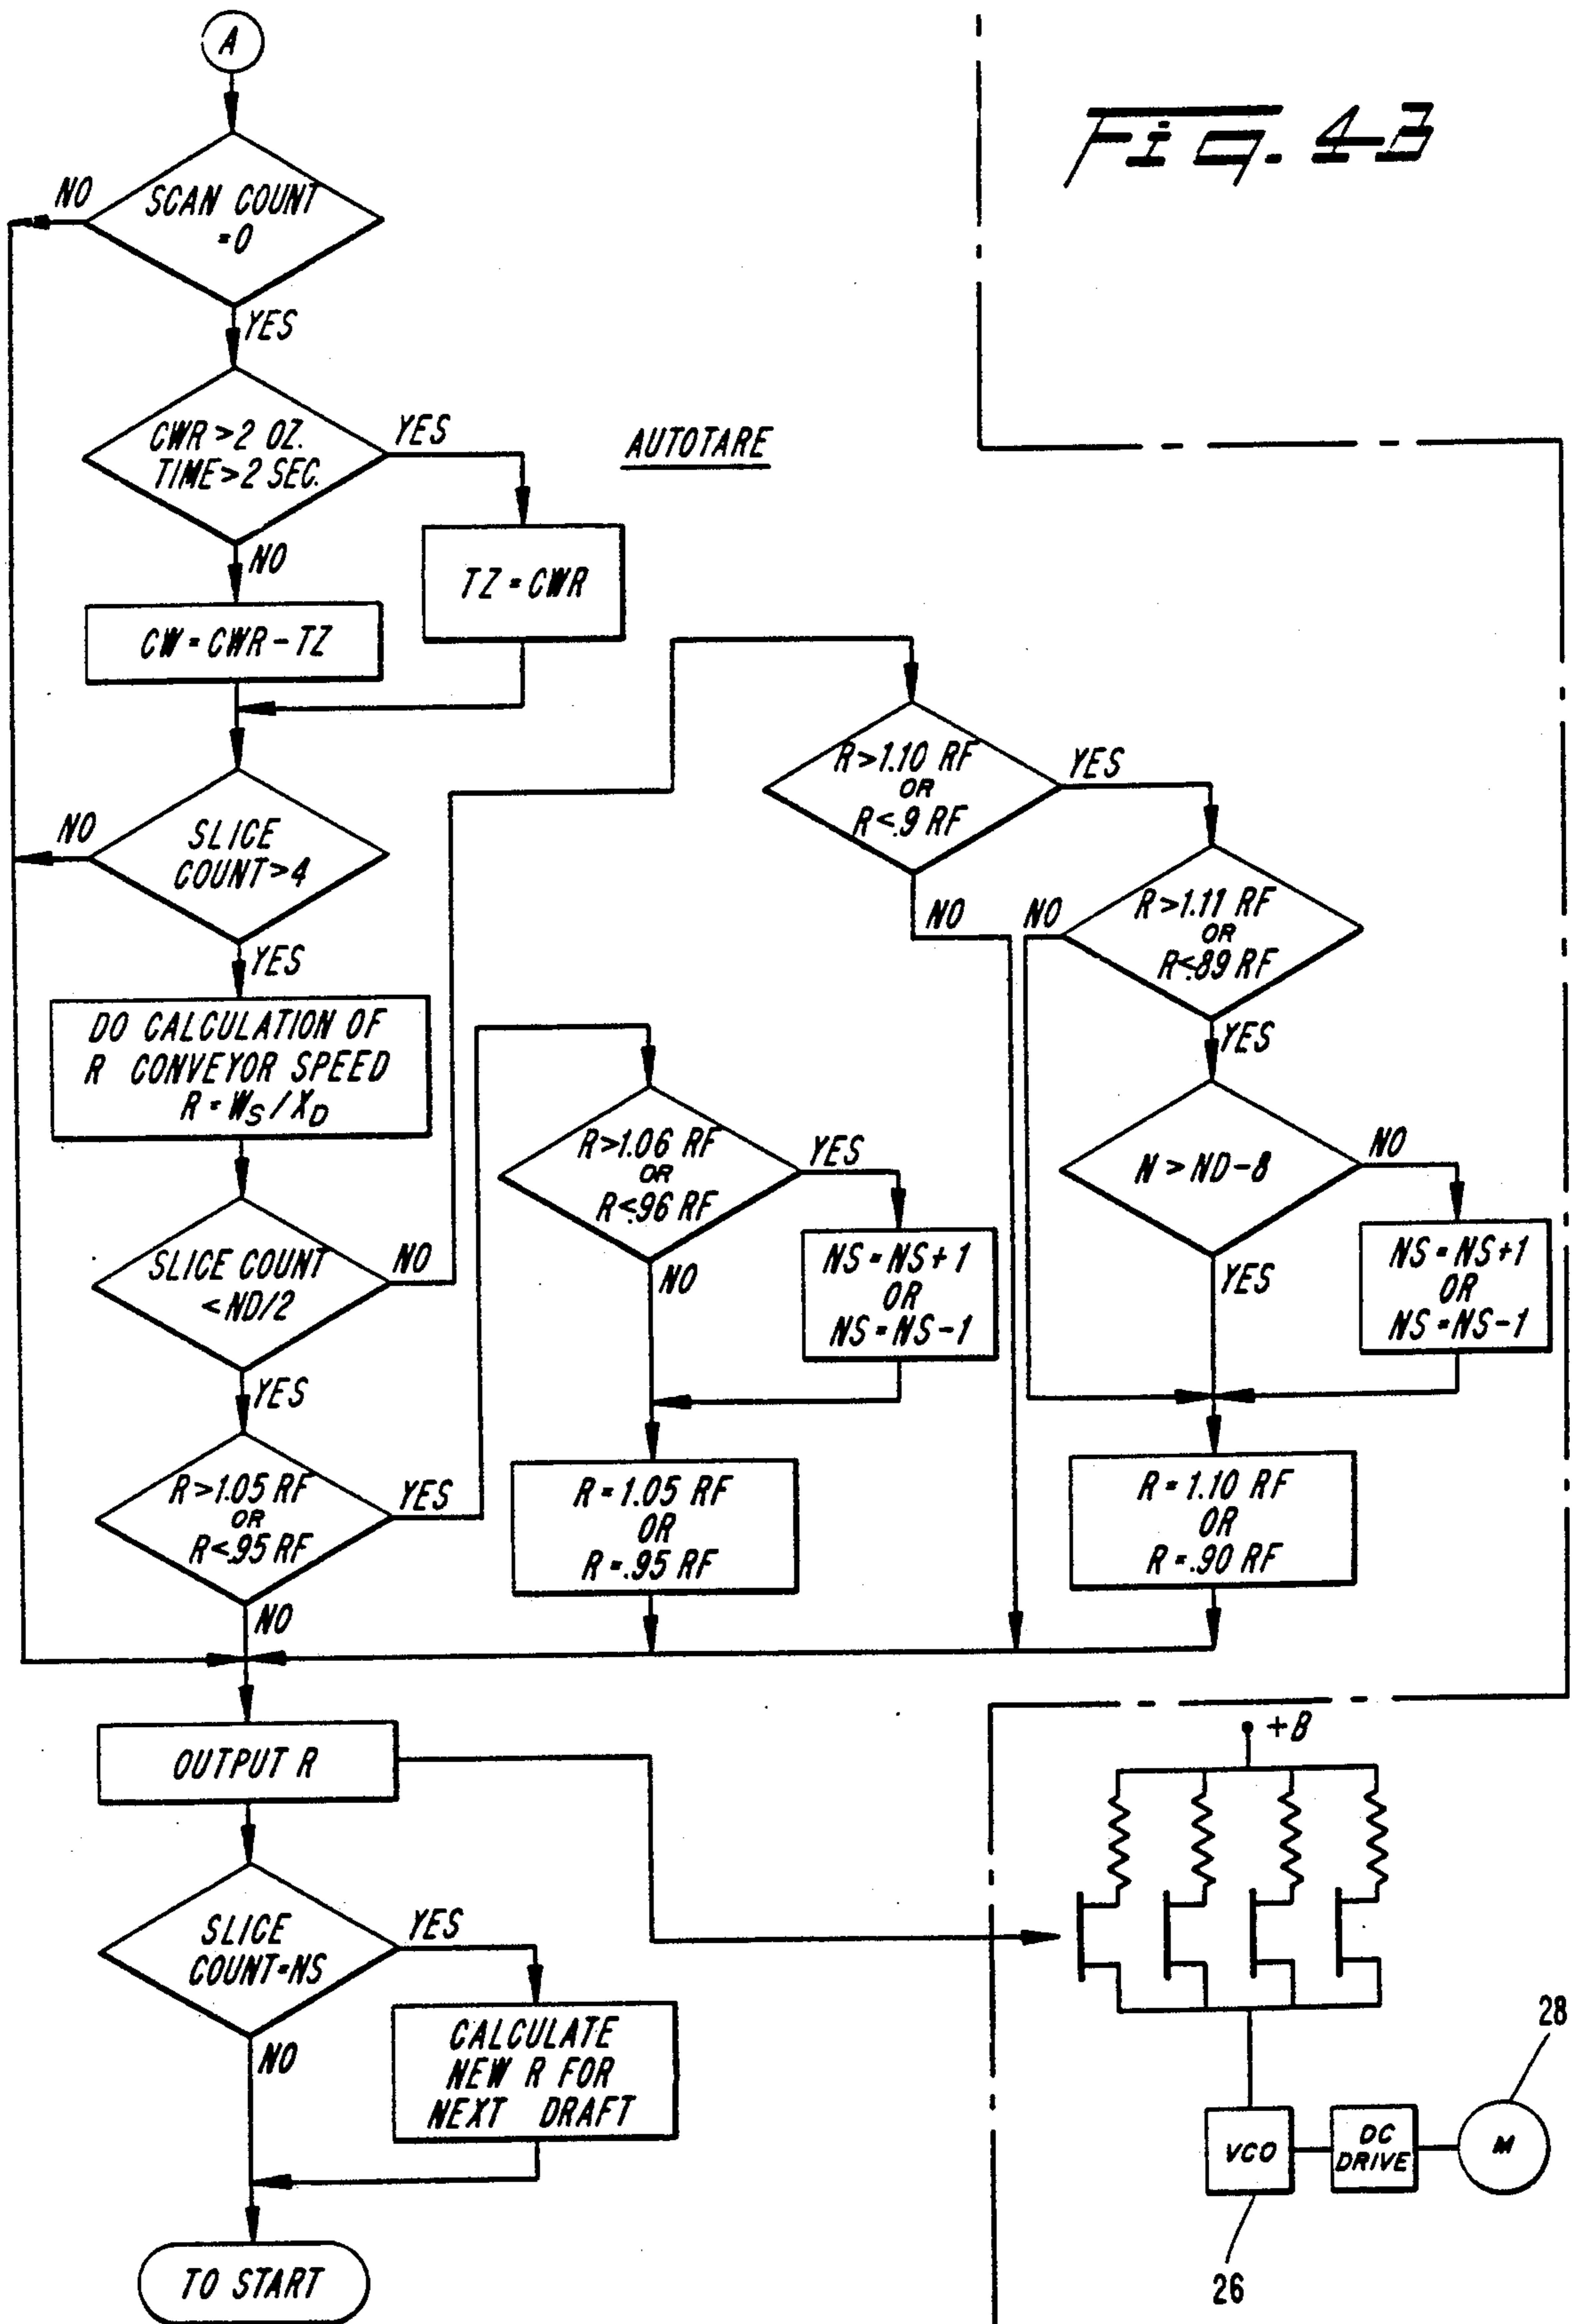 A
Fig. 4-3
NO
SCAN COUNT
=0
YES
CWR>2 OZ.
TIME>2 SEC.
YES
AUTOTARE
NO
TZ=CWR
CW=CWR-TZ
R>1.10 RF
OR
R<.9 RF
YES
NO
SLICE
COUNT>4
NO
NO
R>1.11 RF
OR
R<.89 RF
YES
YES
DO CALCULATION OF
R CONVEYOR SPEED
R=WS/XD
R>1.06 RF
OR
R<.96 RF
YES
N>ND-8
NO
SLICE COUNT
<ND/2
NO
NO
NS=NS+1
OR
NS=NS-1
YES
NS=NS+1
OR
NS=NS-1
YES
R>1.05 RF
OR
R<.95 RF
YES
R=1.05 RF
OR
R=.95 RF
R=1.10 RF
OR
R=.90 RF
NO
OUTPUT R
+B
SLICE
COUNT=NS
YES
NO
CALCULATE
NEW R FOR
NEXT DRAFT
28
VCO
DC
DRIVE
M
TO START
26